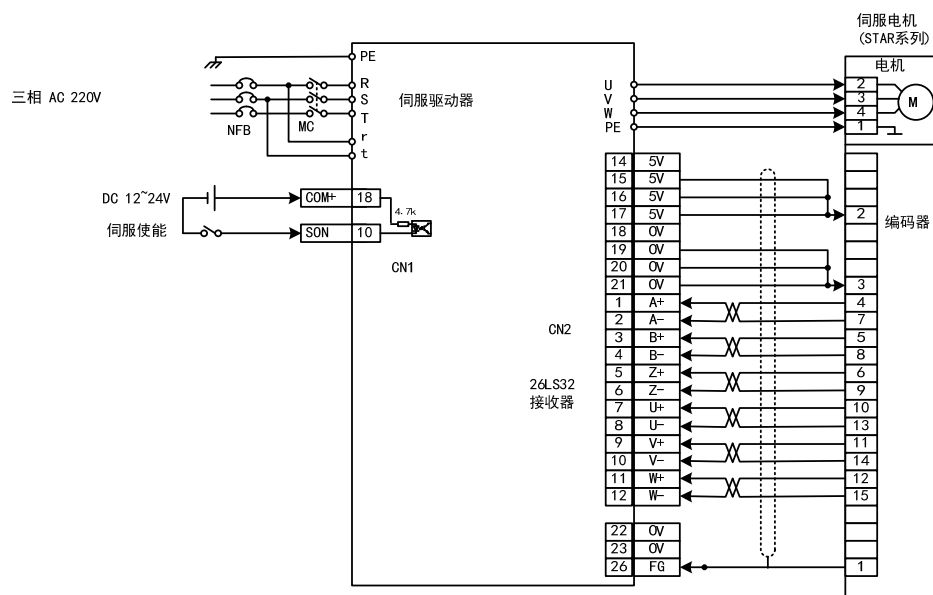 伺服电机
(STAR系列)
PE
电机
三相 AC 220V
R
S
T
r
t
NFB
MC
伺服驱动器
U
V
W
PE
2
3
4
1
M
DC 12~24V
伺服使能
COM+ 18
SON 10
4.7k
CN1
CN2
26LS32
接收器
编码器
14 5V
15 5V
16 5V
17 5V 2
18 0V
19 0V
20 0V
21 0V 3
1 A+ 4
2 A- 7
3 B+ 5
4 B- 8
5 Z+ 6
6 Z- 9
7 U+ 10
8 U- 13
9 V+ 11
10 V- 14
11 W+ 12
12 W- 15
22 0V
23 0V
26 FG 1